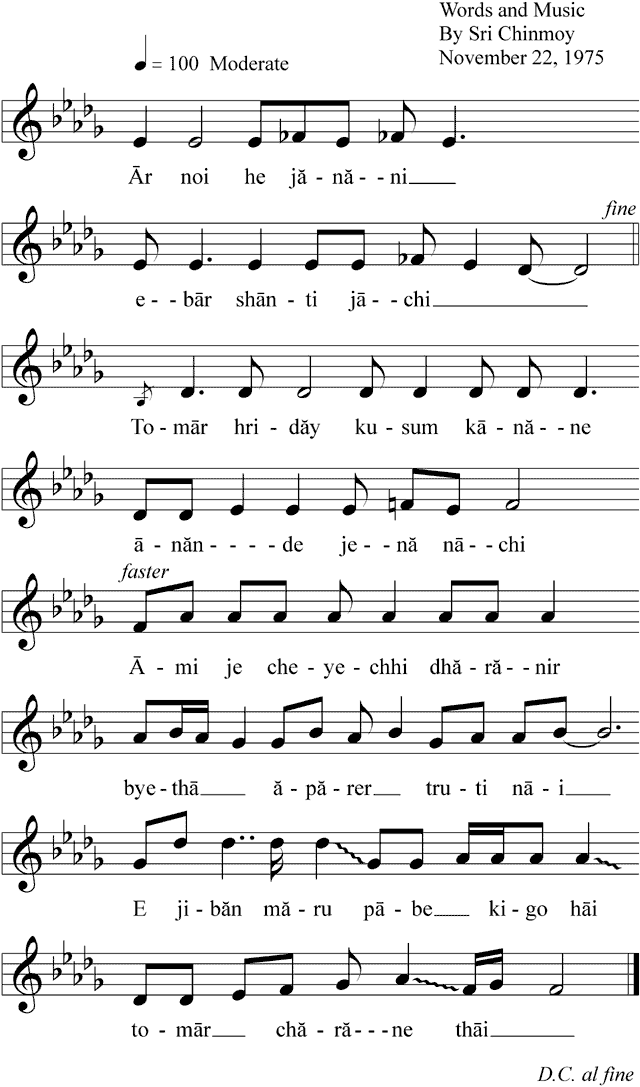 Words and Music
By Sri Chinmoy
November 22, 1975
= 100 Moderate
Ār noi he jā - nă - - ni
fine
e - - bār shān - ti jā - - chi
To - mār hri - dăy ku - sum kā - nă - - ne
ā - năn - - - - de je - - nă nā - - chi
faster
Ā - mi je che - ye - chhi dhă - ră - - nir
bye - thā ă - pă - rer tru - ti nā - i
E ji - băn mă - ru pā - be ki - go hāi
to - mār chă - ră - - - ne thāi
D.C. al fine